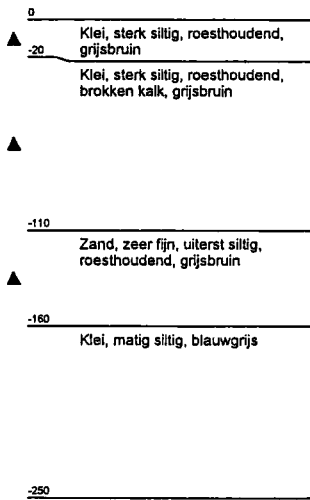 0
Klei, sterk siltig, roesthoudend,
grijsbruin
-20
Klei, sterk siltig, roesthoudend,
brokken kalk, grijsbruin
-110
Zand, zeer fijn, uiterst siltig,
roesthoudend, grijsbruin
-160
Klei, matig siltig, blauwgrijs
-250